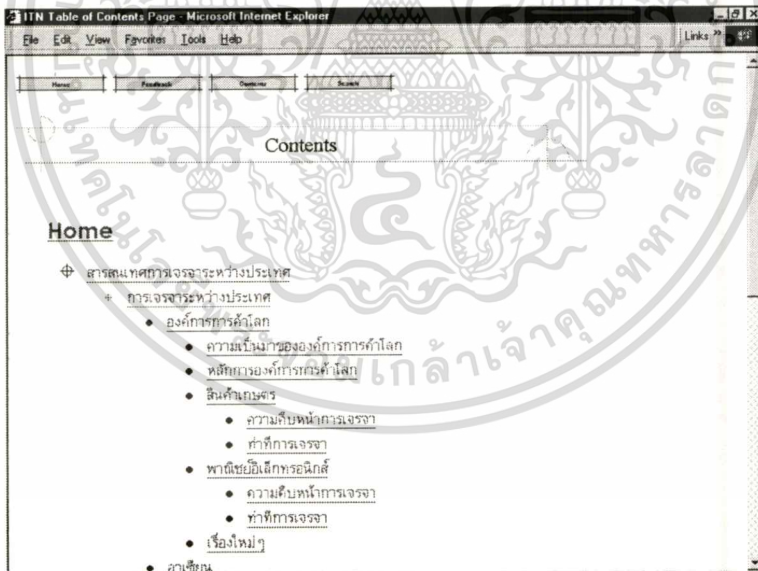 ITN Table of Contents Page - Microsoft Internet Explorer
File Edit View Favorites Tools Help Links »
Home Feedback Contents Search
Contents
Home
สารสนเทศการเจรจาระหว่างประเทศ
การเจรจาระหว่างประเทศ
องค์การการค้าโลก
ความเป็นมาขององค์การการค้าโลก
หลักการองค์การการค้าโลก
สินค้าเกษตร
ความคืบหน้าการเจรจา
ท่าทีการเจรจา
พาณิชย์อิเล็กทรอนิกส์
ความคืบหน้าการเจรจา
ท่าทีการเจรจา
เรื่องใหม่ๆ
อาเซียน